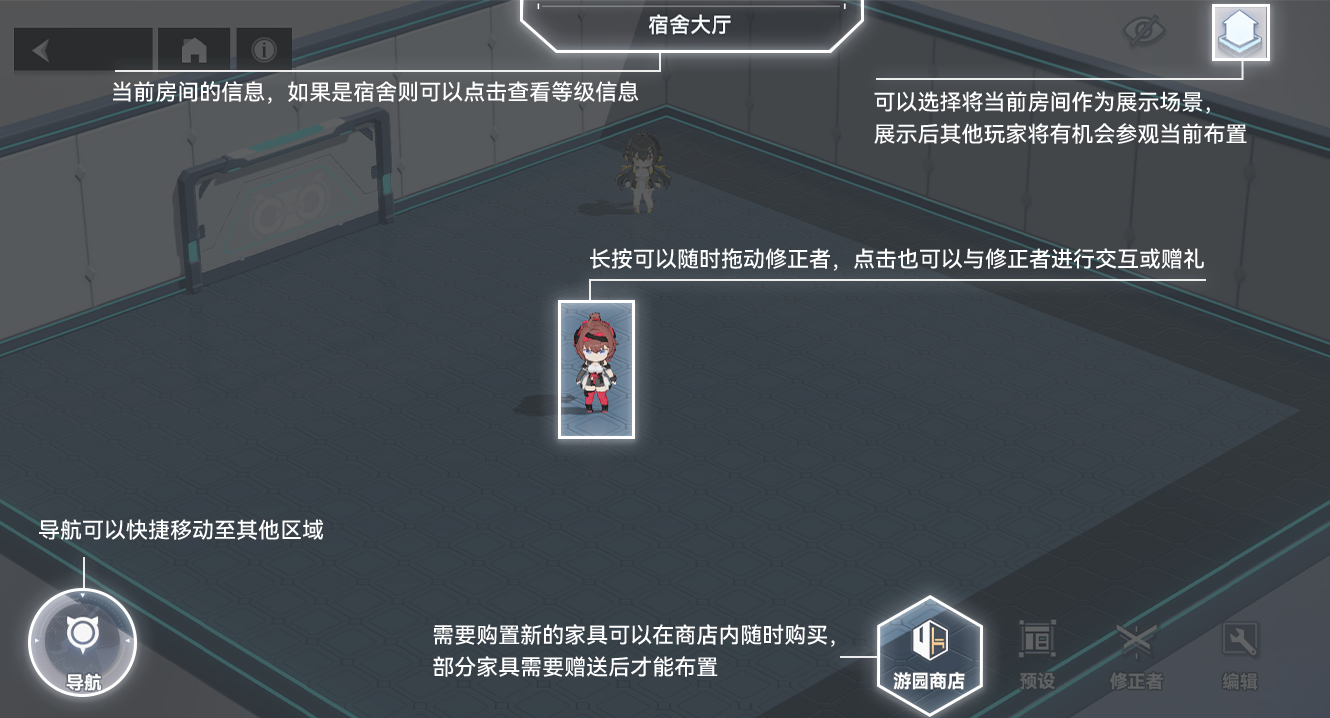 宿舍大厅
当前房间的信息，如果是宿舍则可以点击查看等级信息
可以选择将当前房间作为展示场景，
展示后其他玩家将有机会参观当前布置
长按可以随时拖动修正者，点击也可以与修正者进行交互或赠礼
导航可以快捷移动至其他区域
导航
需要购置新的家具可以在商店内随时购买，
部分家具需要赠送后才能布置
游园商店
预设
修正者
编辑